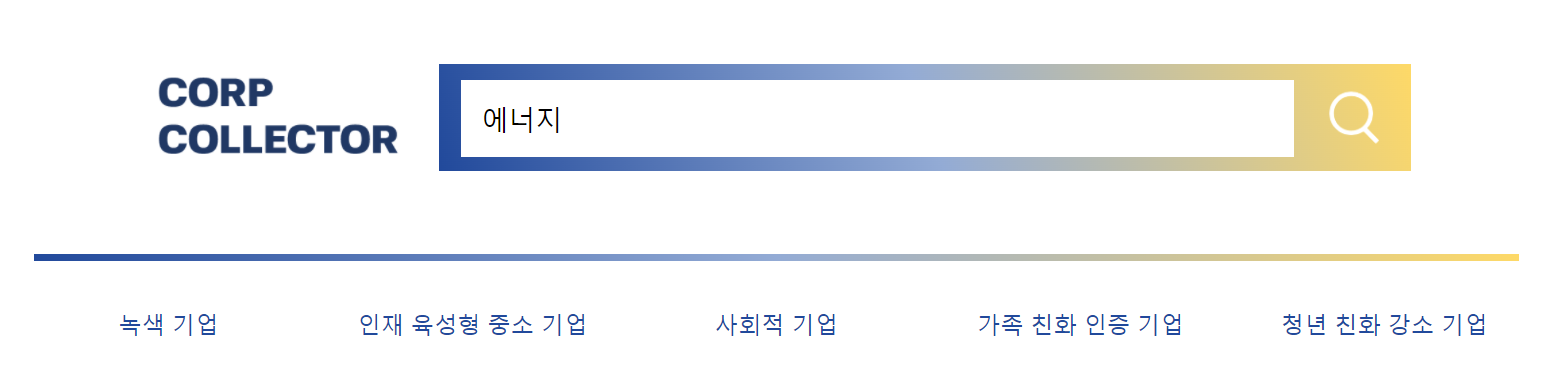 CORP
COLLECTOR
에너지
녹색 기업
인재 육성형 중소 기업
사회적 기업
가족 친화 인증 기업
청년 친화 강소 기업